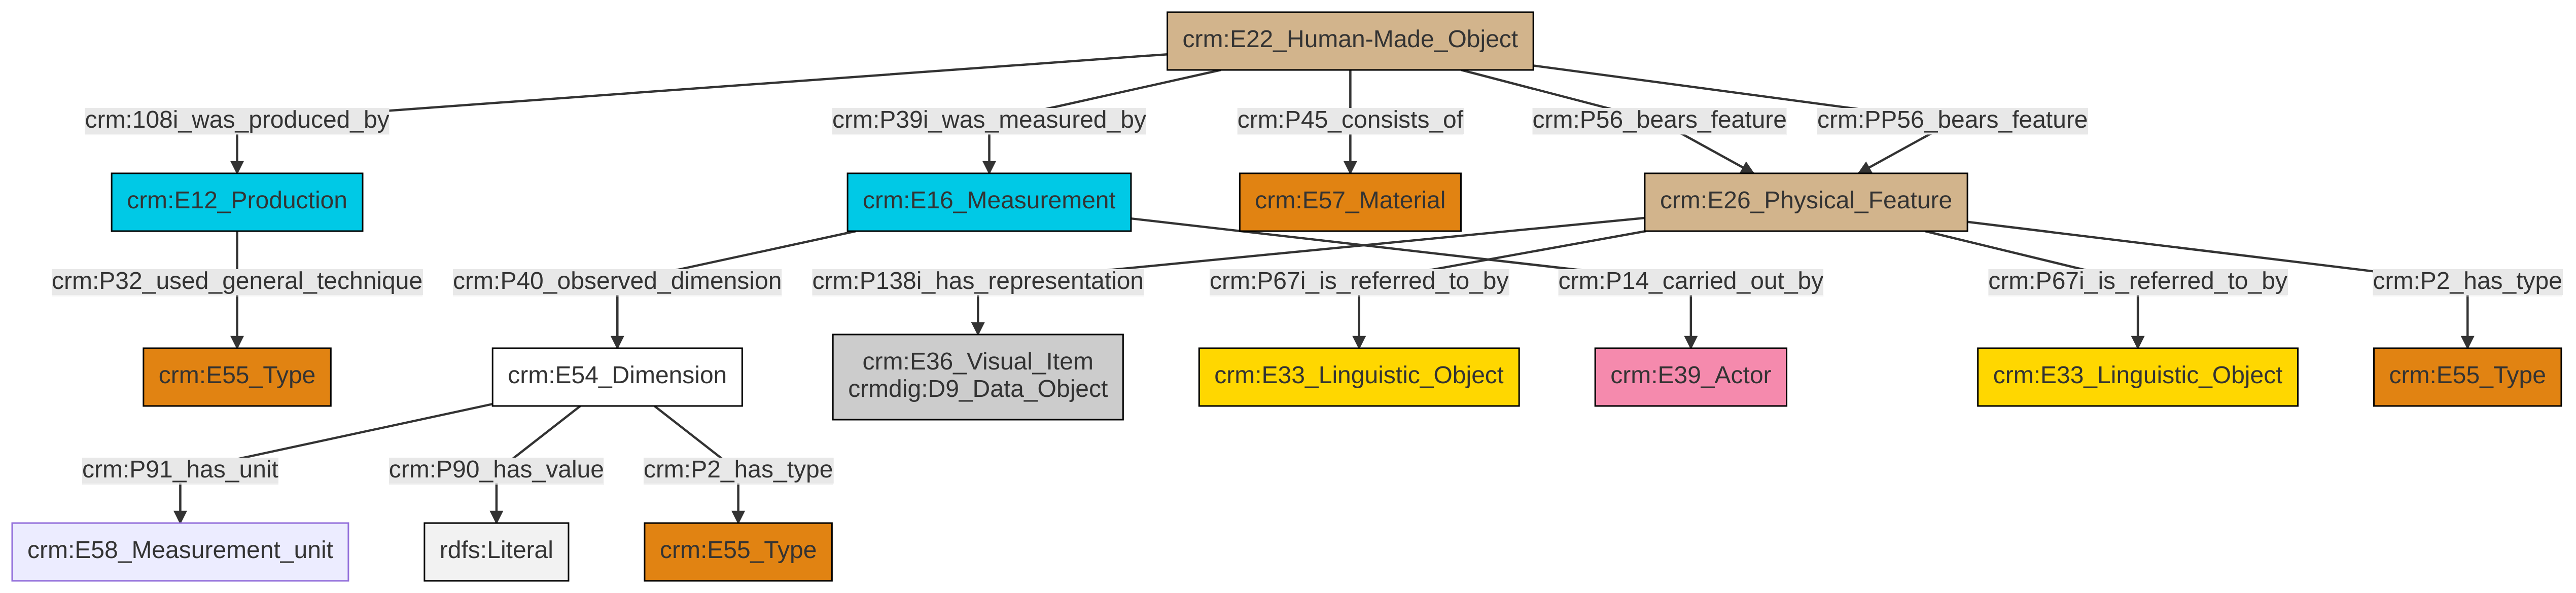 crm:E22_Human-Made_Object
crm:108i_was_produced_by
crm:P39i_was_measured_by
crm:P45_consists_of
crm:P56_bears_feature
crm:PP56_bears_feature
crm:E12_Production
crm:E16_Measurement
crm:E57_Material
crm:E26_Physical_Feature
crm:P32_used_general_technique
crm:P40_observed_dimension
crm:P138i_has_representation
crm:P67i_is_referred_to_by
crm:P14_carried_out_by
crm:P67i_is_referred_to_by
crm:P2_has_type
crm:E55_Type
crm:E54_Dimension
crm:E36_Visual_Item
crmdig:D9_Data_Object
crm:E33_Linguistic_Object
crm:E39_Actor
crm:E33_Linguistic_Object
crm:E55_Type
crm:P91_has_unit
crm:P90_has_value
crm:P2_has_type
crm:E58_Measurement_unit
rdfs:Literal
crm:E55_Type